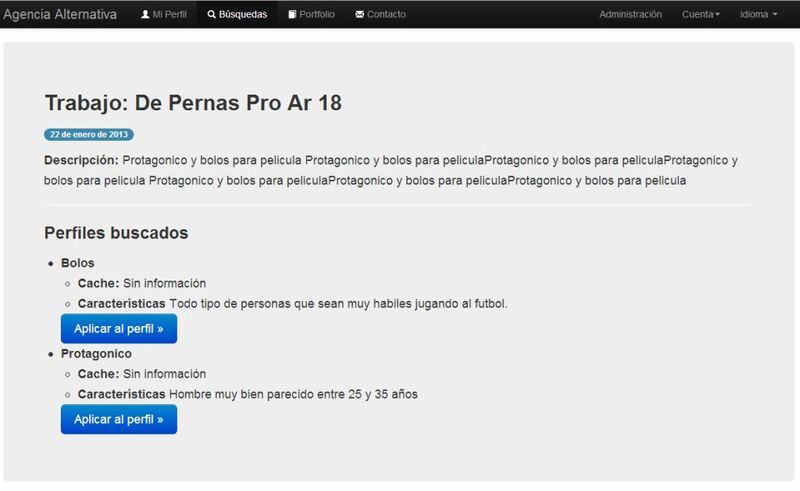 Agencia Alternativa Mi Perfil Búsquedas Portfolio Contacto Administración Cuenta Idioma
Trabajo: De Pernas Pro Ar 18
22 de enero de 2013
Descripción: Protagonico y bolos para pelicula Protagonico y bolos para peliculaProtagonico y bolos para peliculaProtagonico y
bolos para pelicula Protagonico y bolos para peliculaProtagonico y bolos para peliculaProtagonico y bolos para pelicula
Perfiles buscados
Bolos
Cache: Sin información
Características Todo tipo de personas que sean muy habiles jugando al futbol.
Aplicar al perfil »
Protagonico
Cache: Sin información
Características Hombre muy bien parecido entre 25 y 35 años
Aplicar al perfil »